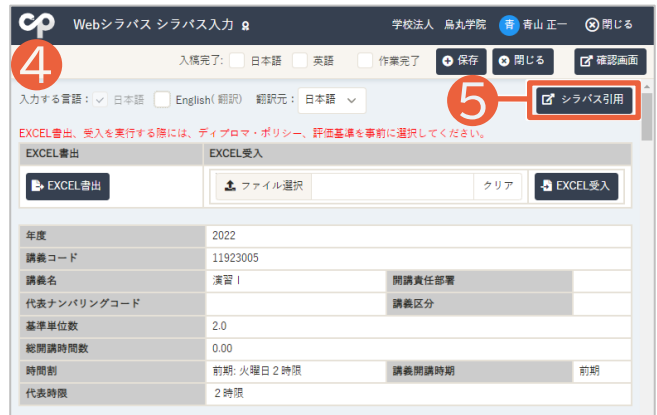 cp Webシラバス シラバス入力 学校法人 烏丸学院 青 青山 正一 閉じる
4 入稿完了: 日本語 英語 作業完了 保存 閉じる 確認画面
入力する言語: 日本語 English(翻訳) 翻訳元: 日本語 5 シラバス引用
EXCEL書出、受入を実行する際には、ディプロマ・ポリシー、評価基準を事前に選択してください。
EXCEL書出 EXCEL受入
EXCEL書出 ファイル選択 クリア EXCEL受入
年度 2022
講義コード 11923005
講義名 演習Ⅰ 開講責任部署
代表ナンバリングコード 講義区分
基準単位数 2.0
総開講時間数 0.00
時間割 前期: 火曜日２時限 講義開講時期 前期
代表時限 ２時限